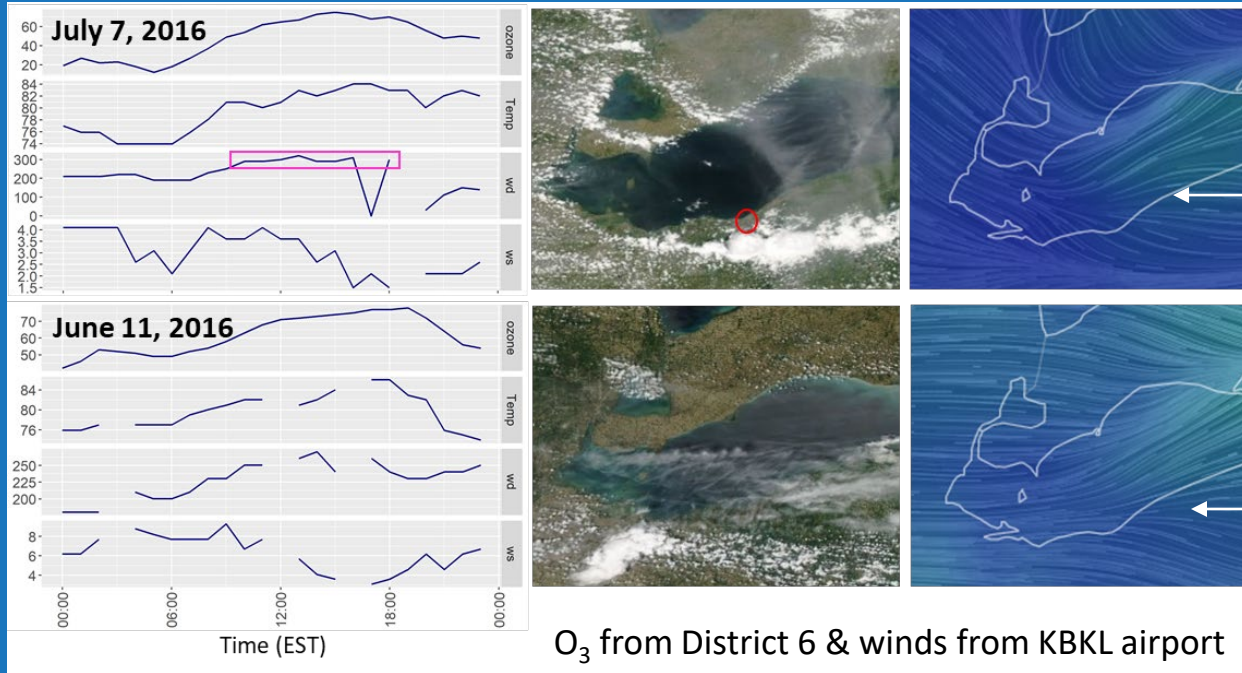 July 7, 2016
60
40
20
ozone
84
82
80
78
76
74
Temp
300
200
100
0
wd
4.0
3.5
3.0
2.5
2.0
1.5
ws
June 11, 2016
70
60
50
ozone
84
80
76
Temp
250
225
200
wd
8
6
4
ws
00:00 06:00 12:00 18:00 00:00
Time (EST)
O₃ from District 6 & winds from KBKL airport